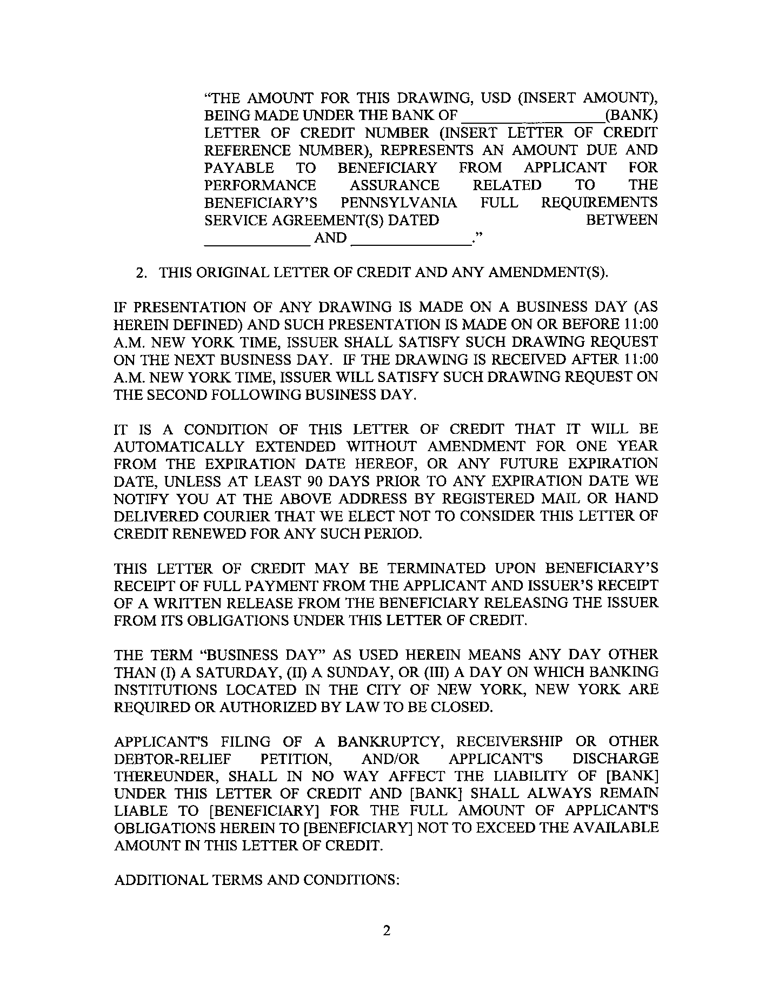 “THE AMOUNT FOR THIS DRAWING, USD (INSERT AMOUNT),
BEING MADE UNDER THE BANK OF ___________________(BANK)
LETTER OF CREDIT NUMBER (INSERT LETTER OF CREDIT
REFERENCE NUMBER), REPRESENTS AN AMOUNT DUE AND
PAYABLE TO BENEFICIARY FROM APPLICANT FOR
PERFORMANCE ASSURANCE RELATED TO THE
BENEFICIARY’S PENNSYLVANIA FULL REQUIREMENTS
SERVICE AGREEMENT(S) DATED BETWEEN
______________ AND ________________.”
2. THIS ORIGINAL LETTER OF CREDIT AND ANY AMENDMENT(S).
IF PRESENTATION OF ANY DRAWING IS MADE ON A BUSINESS DAY (AS
HEREIN DEFINED) AND SUCH PRESENTATION IS MADE ON OR BEFORE 11:00
A.M. NEW YORK TIME, ISSUER SHALL SATISFY SUCH DRAWING REQUEST
ON THE NEXT BUSINESS DAY. IF THE DRAWING IS RECEIVED AFTER 11:00
A.M. NEW YORK TIME, ISSUER WILL SATISFY SUCH DRAWING REQUEST ON
THE SECOND FOLLOWING BUSINESS DAY.
IT IS A CONDITION OF THIS LETTER OF CREDIT THAT IT WILL BE
AUTOMATICALLY EXTENDED WITHOUT AMENDMENT FOR ONE YEAR
FROM THE EXPIRATION DATE HEREOF, OR ANY FUTURE EXPIRATION
DATE, UNLESS AT LEAST 90 DAYS PRIOR TO ANY EXPIRATION DATE WE
NOTIFY YOU AT THE ABOVE ADDRESS BY REGISTERED MAIL OR HAND
DELIVERED COURIER THAT WE ELECT NOT TO CONSIDER THIS LETTER OF
CREDIT RENEWED FOR ANY SUCH PERIOD.
THIS LETTER OF CREDIT MAY BE TERMINATED UPON BENEFICIARY’S
RECEIPT OF FULL PAYMENT FROM THE APPLICANT AND ISSUER’S RECEIPT
OF A WRITTEN RELEASE FROM THE BENEFICIARY RELEASING THE ISSUER
FROM ITS OBLIGATIONS UNDER THIS LETTER OF CREDIT.
THE TERM “BUSINESS DAY” AS USED HEREIN MEANS ANY DAY OTHER
THAN (I) A SATURDAY, (II) A SUNDAY, OR (III) A DAY ON WHICH BANKING
INSTITUTIONS LOCATED IN THE CITY OF NEW YORK, NEW YORK ARE
REQUIRED OR AUTHORIZED BY LAW TO BE CLOSED.
APPLICANT'S FILING OF A BANKRUPTCY, RECEIVERSHIP OR OTHER
DEBTOR-RELIEF PETITION, AND/OR APPLICANT'S DISCHARGE
THEREUNDER, SHALL IN NO WAY AFFECT THE LIABILITY OF [BANK]
UNDER THIS LETTER OF CREDIT AND [BANK] SHALL ALWAYS REMAIN
LIABLE TO [BENEFICIARY] FOR THE FULL AMOUNT OF APPLICANT'S
OBLIGATIONS HEREIN TO [BENEFICIARY] NOT TO EXCEED THE AVAILABLE
AMOUNT IN THIS LETTER OF CREDIT.
ADDITIONAL TERMS AND CONDITIONS:
2